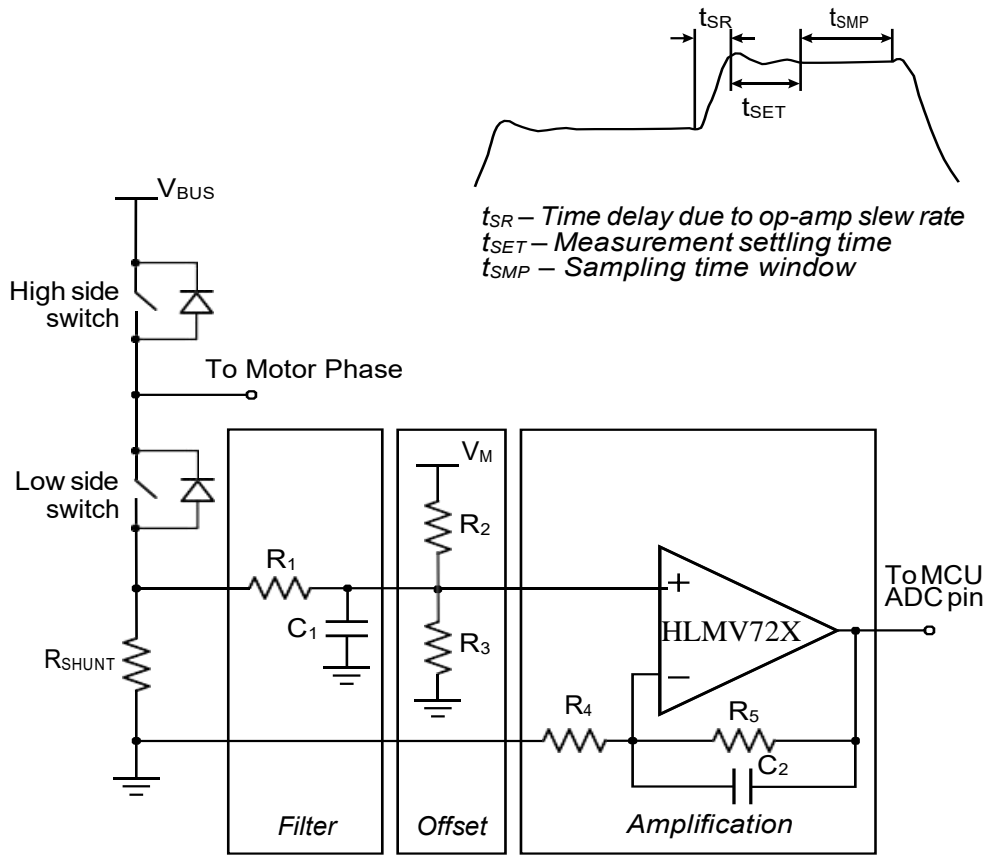 tSR
tSMP
tSET
tSR – Time delay due to op-amp slew rate
tSET – Measurement settling time
tSMP – Sampling time window
VBUS
High side
switch
To Motor Phase
Low side
switch
VM
R2
R1
C1
R3
RSHUNT
+
HLMV72X
–
To MCU
ADC pin
R4
R5
C2
Filter
Offset
Amplification